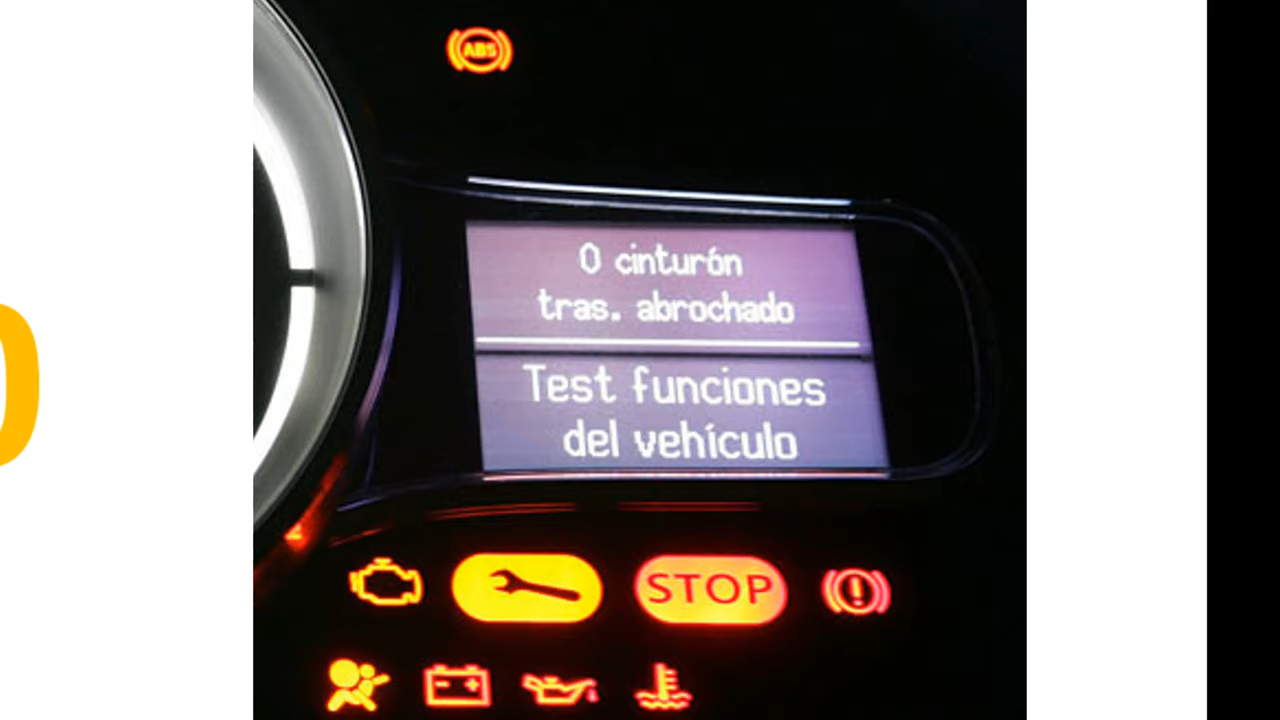 ABS
0 cinturón
tras. abrochado
Test funciones
del vehículo
STOP